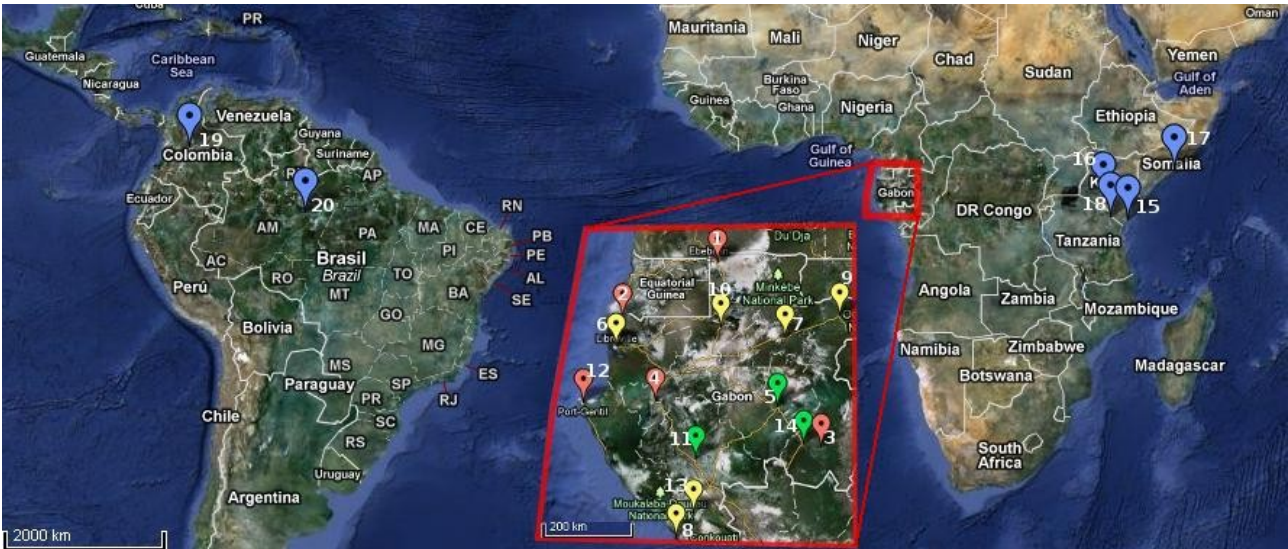 Cuba
PR
Guatemala
Caribbean
Sea
Nicaragua
Venezuela
19
Guyana
Colombia
Suriname
AP
Ecuador
20
AM
PA
MA
CE
RN
PB
PE
AL
SE
PI
AC
RO
Brasil
Brazil
TO
Perú
MT
BA
GO
Bolivia
MG
MS
ES
Paraguay
SP
RJ
PR
Chile
SC
RS
Uruguay
Argentina
2000 km
Mauritania
Mali
Niger
Chad
Sudan
Oman
Yemen
Gulf of
Aden
Burkina
Faso
Guinea
Ghana
Nigeria
Ethiopia
17
Gulf of
Guinea
16
Somalia
Gabon
K
DR Congo
18
15
Tanzania
Angola
Zambia
Mozambique
Namibia
Zimbabwe
Madagascar
Botswana
South
Africa
1
Du'Dja
Equatorial
Guinea
Minkébé
National Park
9
2
10
6
7
12
4
Gabon
5
Port-Gentil
14
3
11
13
National
8
200 km
Conkouati